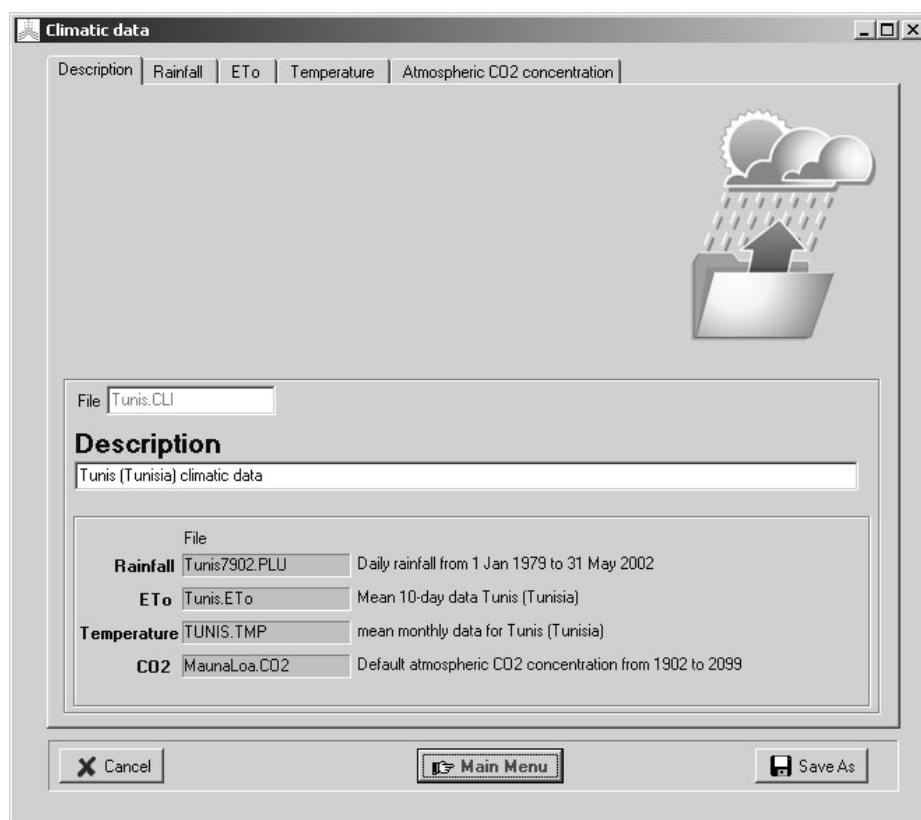 Climatic data
Description Rainfall ETo Temperature Atmospheric CO2 concentration
File Tunis.CLI
Description
Tunis (Tunisia) climatic data
File
Rainfall Tunis7902.PLU Daily rainfall from 1 Jan 1979 to 31 May 2002
ETo Tunis.ETo Mean 10-day data Tunis (Tunisia)
Temperature TUNIS.TMP mean monthly data for Tunis (Tunisia)
CO2 MaunaLoa.CO2 Default atmospheric CO2 concentration from 1902 to 2099
Cancel Main Menu Save As